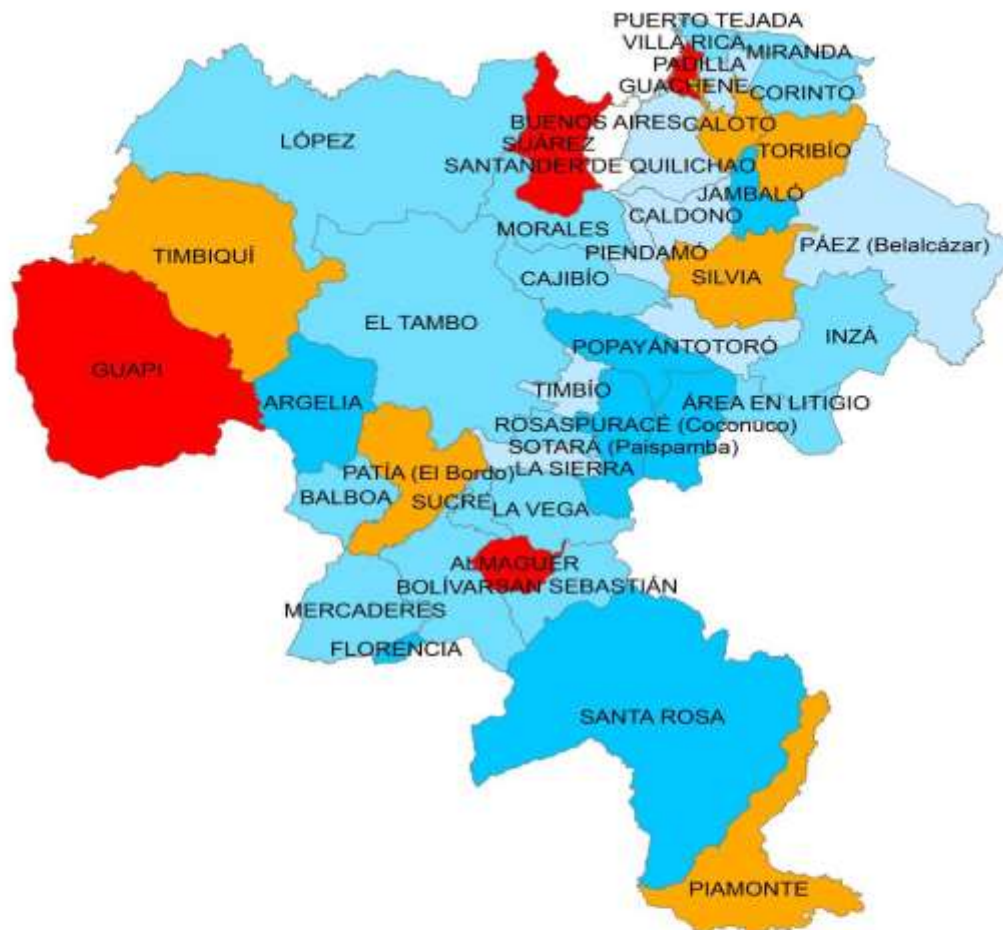 PUERTO TEJADA
VILLA RICA
MIRANDA
PADILLA
GUACHENE
CORINTO
BUENOS AIRES
CALOTO
LÓPEZ
SUÁREZ
TORIBÍO
SANTANDER DE QUILICHAO
JAMBALÓ
CALDONO
MORALES
PÁEZ (Belalcázar)
TIMBIQUÍ
PIENDAMÓ
CAJIBÍO
SILVIA
EL TAMBO
INZÁ
POPAYÁN
TOTORÓ
GUAPI
TIMBÍO
ARGELIA
ÁREA EN LITIGIO
ROSAS
PURACÉ (Coconuco)
SOTARÁ (Paispamba)
PATÍA (El Bordo)
LA SIERRA
BALBOA
SUCRE
LA VEGA
ALMAGUER
BOLÍVAR
SAN SEBASTIÁN
MERCADERES
FLORENCIA
SANTA ROSA
PIAMONTE